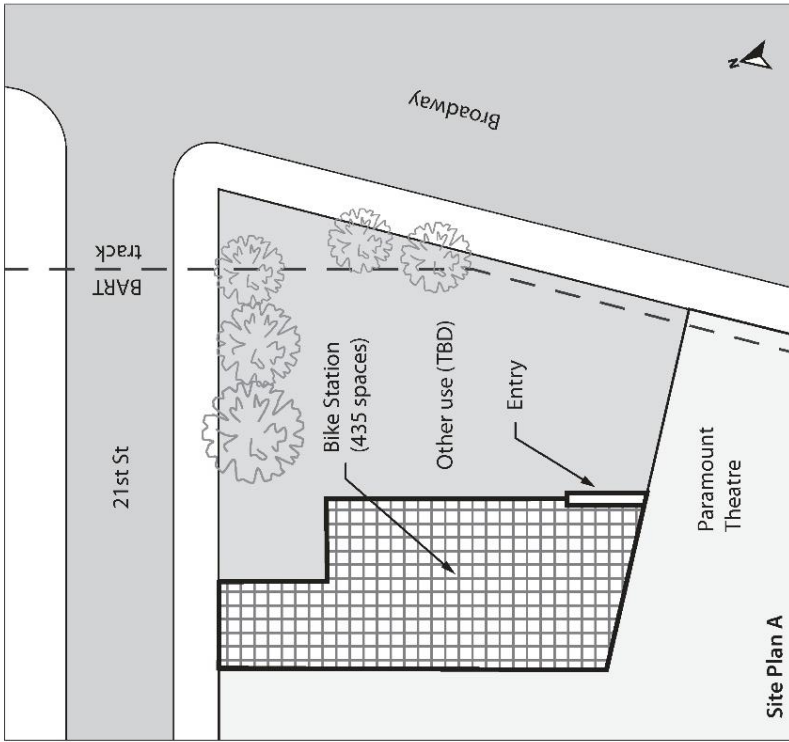 Broadway
N
BART
track
21st St
Bike Station
(435 spaces)
Other use (TBD)
Entry
Paramount
Theatre
Site Plan A